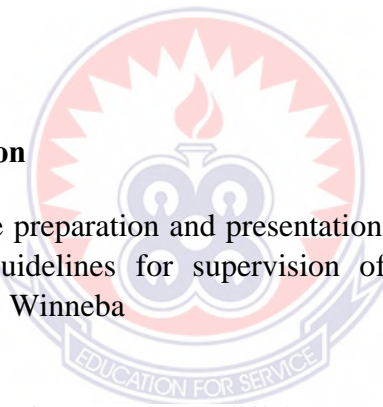 on
e preparation and presentation
uidelines for supervision of
Winneba
EDUCATION FOR SERVICE